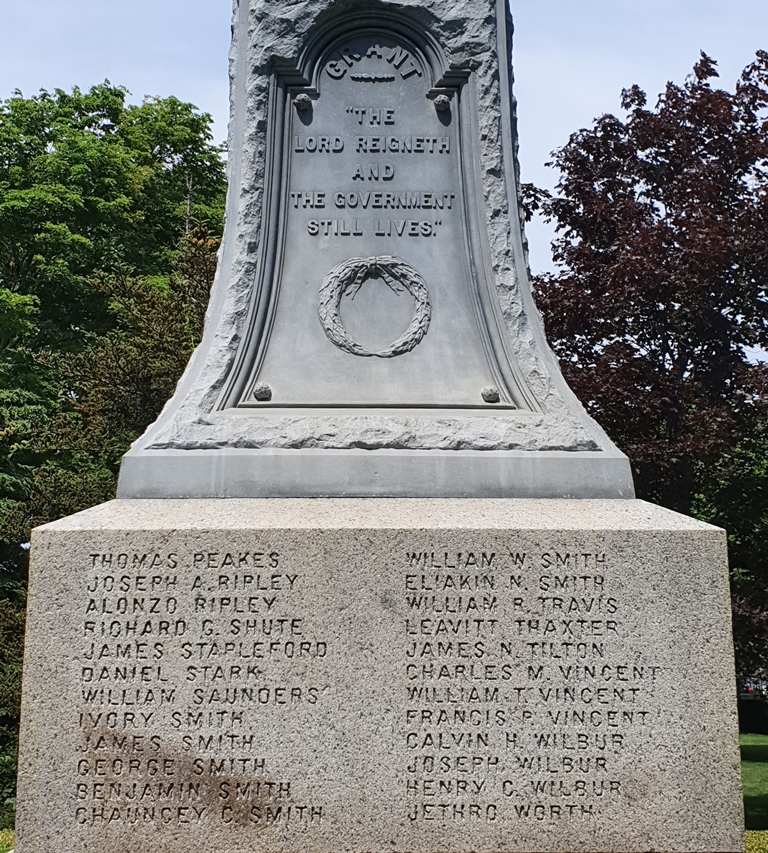 GRANT
"THE
LORD REIGNETH
AND
THE GOVERNMENT
STILL LIVES."
THOMAS PEAKES
JOSEPH A. RIPLEY
ALONZO RIPLEY
RICHARD G. SHUTE
JAMES STAPLEFORD
DANIEL STARK
WILLIAM SAUNDERS
IVORY SMITH
JAMES SMITH
GEORGE SMITH
BENJAMIN SMITH
CHAUNCEY C. SMITH
WILLIAM W. SMITH
ELIAKIN N. SMITH
WILLIAM R. TRAVIS
LEAVITT THAXTER
JAMES N. TILTON
CHARLES M. VINCENT
WILLIAM T. VINCENT
FRANCIS P. VINCENT
CALVIN H. WILBUR
JOSEPH WILBUR
HENRY C. WILBUR
JETHRO WORTH